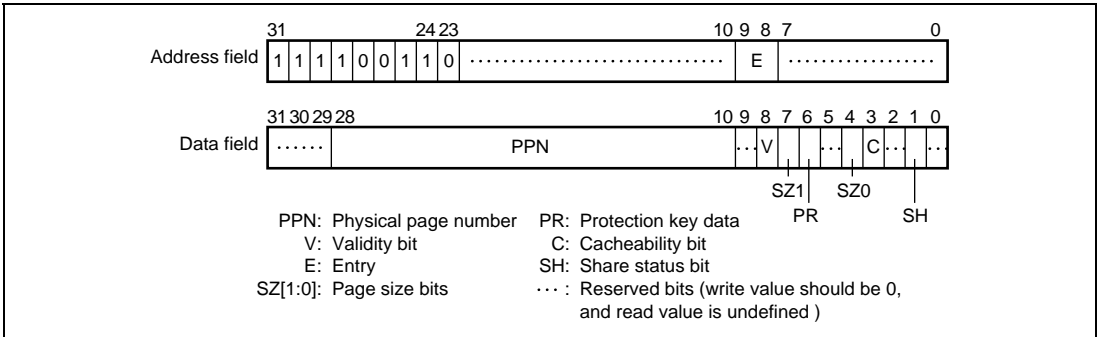 31 24 23 10 9 8 7 0
Address field 1 1 1 1 0 0 1 1 0 ...... E ......
31 30 29 28 10 9 8 7 6 5 4 3 2 1 0
Data field ...... PPN ... V ... C ... ...
SZ1 SZ0
PR SH
PPN: Physical page number PR: Protection key data
V: Validity bit C: Cacheability bit
E: Entry SH: Share status bit
SZ[1:0]: Page size bits ... : Reserved bits (write value should be 0,
and read value is undefined )